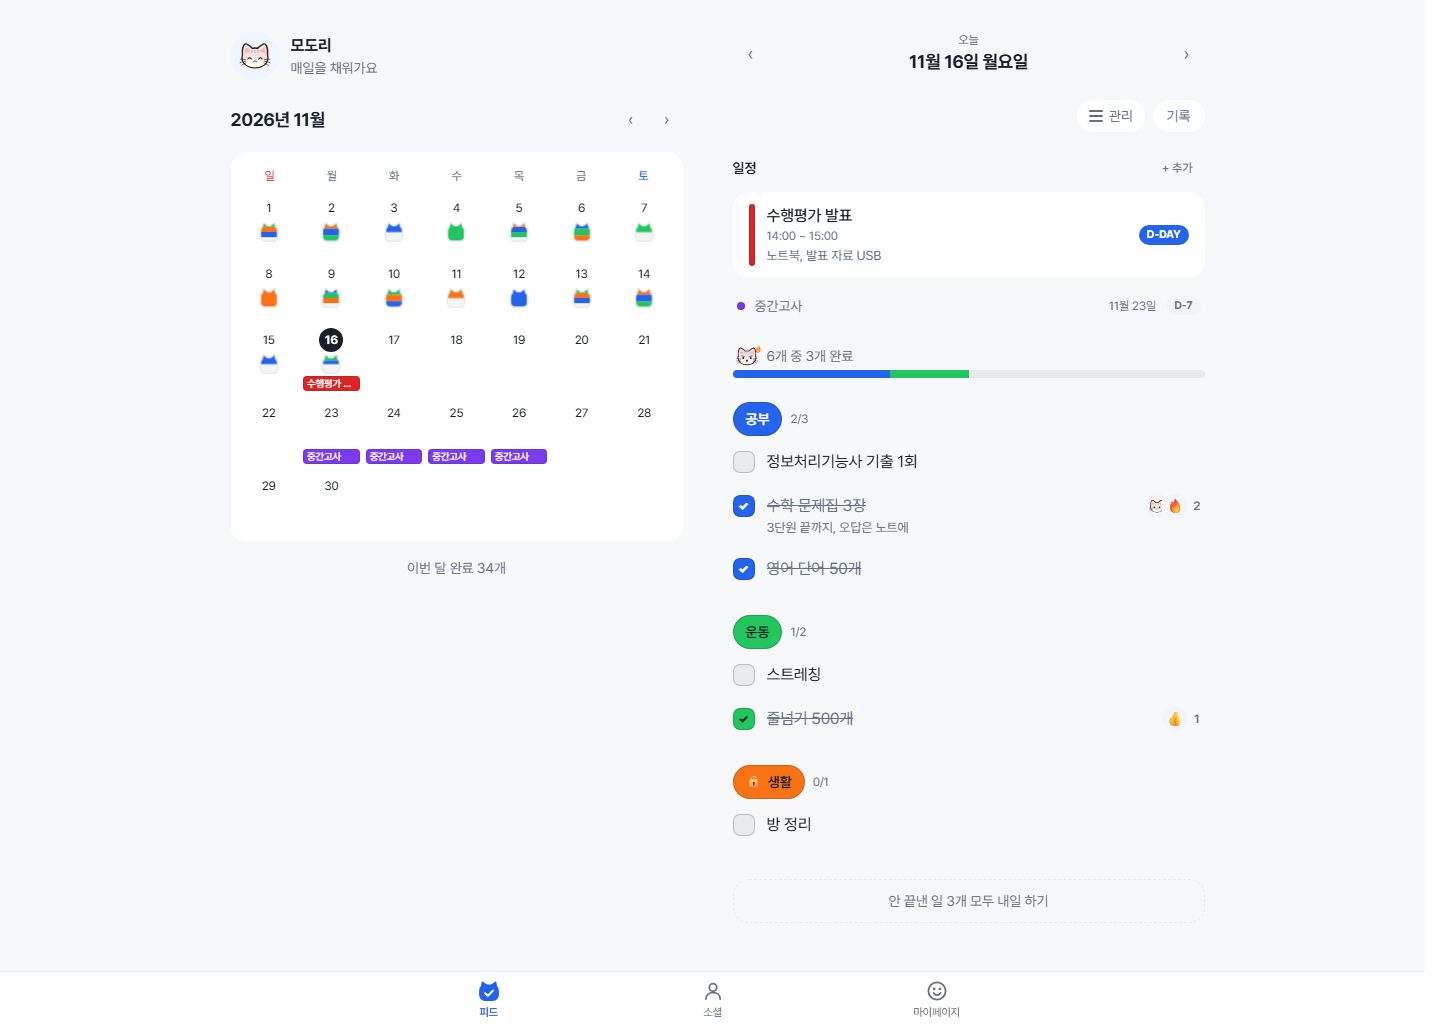 모도리
매일을 채워가요
2026년 11월
‹ ›
일 월 화 수 목 금 토
1 2 3 4 5 6 7
8 9 10 11 12 13 14
15 16 17 18 19 20 21
수행평가 ...
22 23 24 25 26 27 28
중간고사 중간고사 중간고사 중간고사
29 30
이번 달 완료 34개
오늘
‹ 11월 16일 월요일 ›
관리 기록
일정 + 추가
수행평가 발표
14:00 ~ 15:00
노트북, 발표 자료 USB
D-DAY
중간고사 11월 23일 D-7
6개 중 3개 완료
공부 2/3
정보처리기능사 기출 1회
수학 문제집 3장 2
3단원 끝까지, 오답은 노트에
영어 단어 50개
운동 1/2
스트레칭
줄넘기 500개 1
생활 0/1
방 정리
안 끝낸 일 3개 모두 내일 하기
피드 소셜 마이페이지